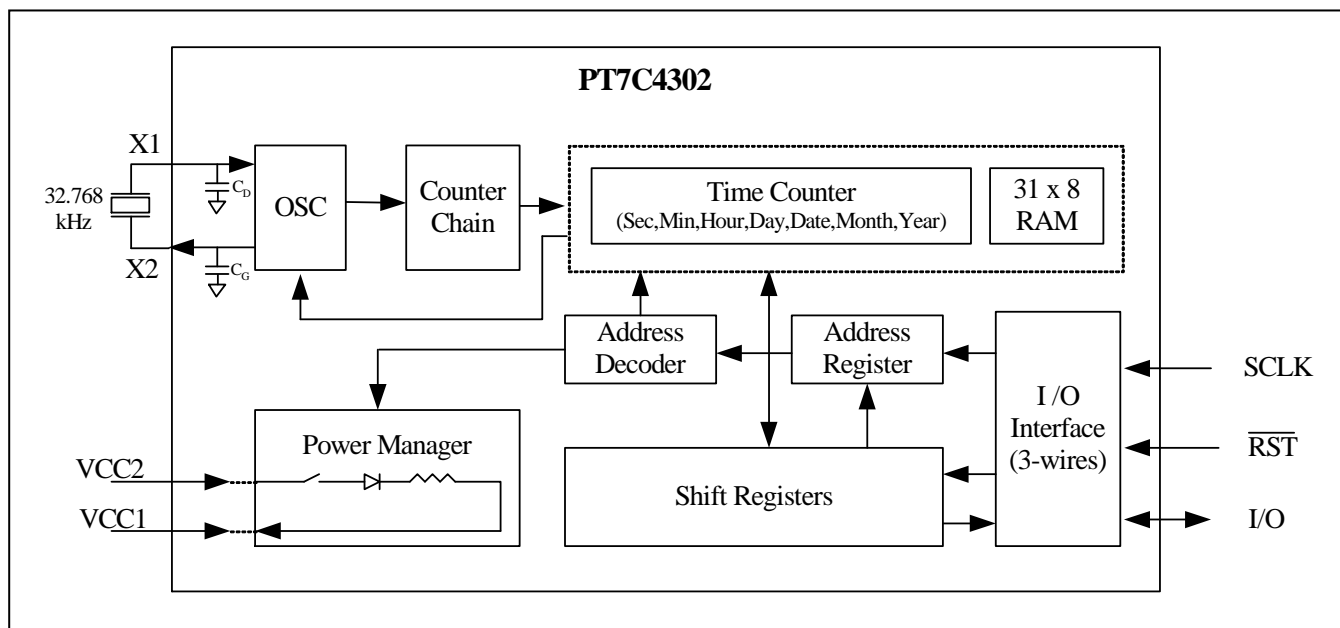 PT7C4302
X1
32.768
kHz
X2
C_D
C_G
OSC
Counter
Chain
Time Counter
(Sec,Min,Hour,Day,Date,Month,Year)
31 x 8
RAM
Address
Decoder
Address
Register
I /O
Interface
(3-wires)
SCLK
RST
I/O
Power Manager
VCC2
VCC1
Shift Registers